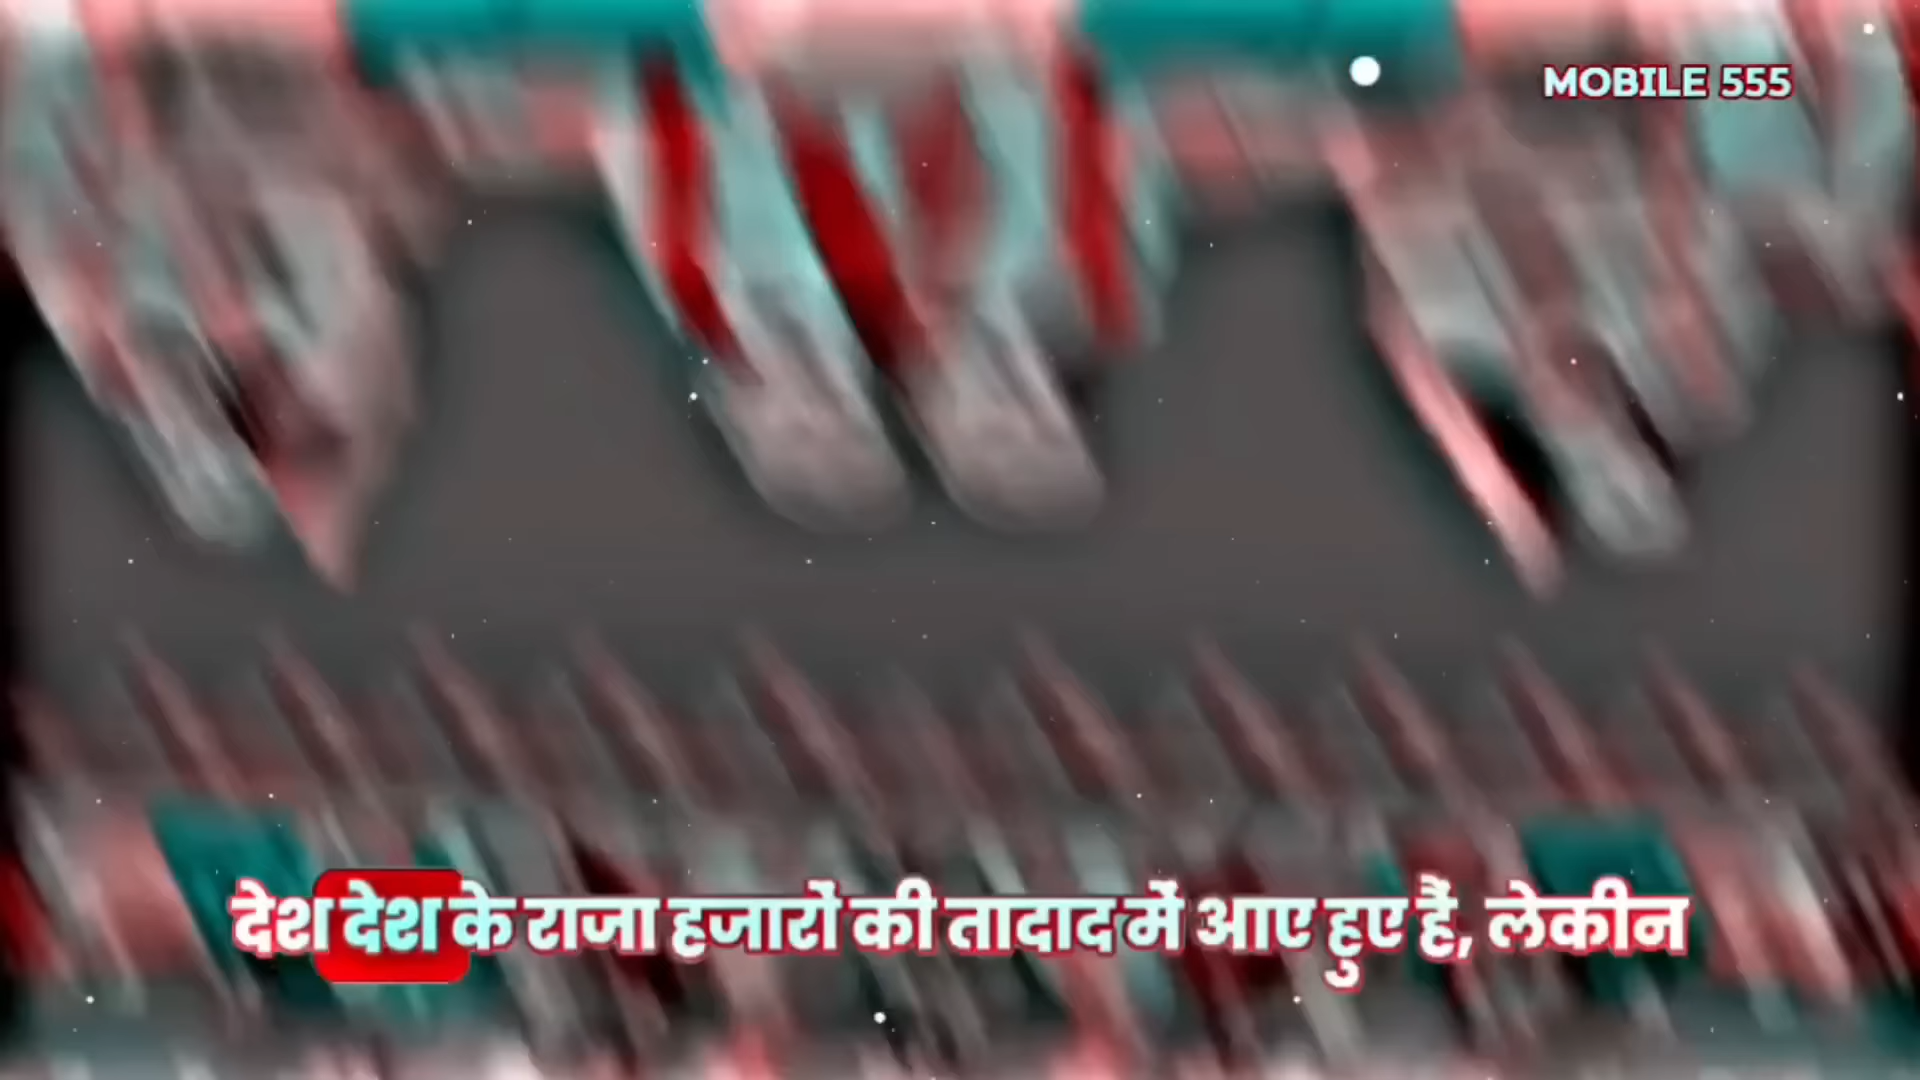 MOBILE 555
देश देश के राजा हजारों की तादाद में आए हुए हैं, लेकीन